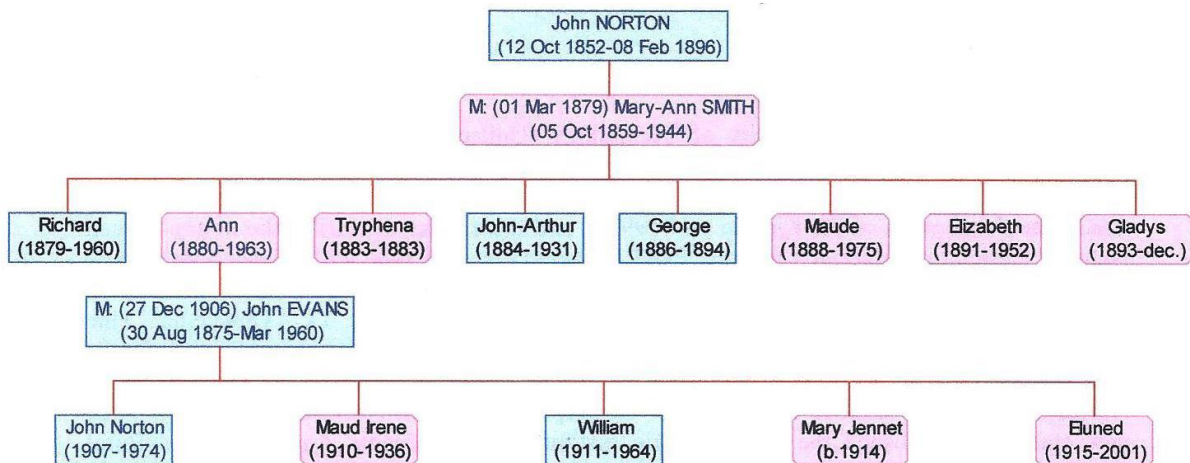 John NORTON
(12 Oct 1852-08 Feb 1896)
M: (01 Mar 1879) Mary-Ann SMITH
(05 Oct 1859-1944)
Richard
(1879-1960)
Ann
(1880-1963)
Tryphena
(1883-1883)
John-Arthur
(1884-1931)
George
(1886-1894)
Maude
(1888-1975)
Elizabeth
(1891-1952)
Gladys
(1893-dec.)
M: (27 Dec 1906) John EVANS
(30 Aug 1875-Mar 1960)
John Norton
(1907-1974)
Maud Irene
(1910-1936)
William
(1911-1964)
Mary Jennet
(b.1914)
Eluned
(1915-2001)